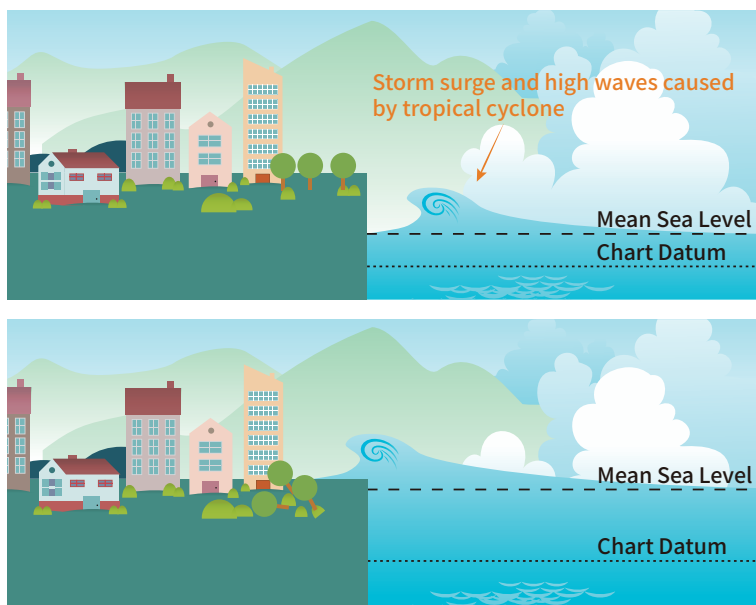 Storm surge and high waves caused
by tropical cyclone
Mean Sea Level
Chart Datum
Mean Sea Level
Chart Datum